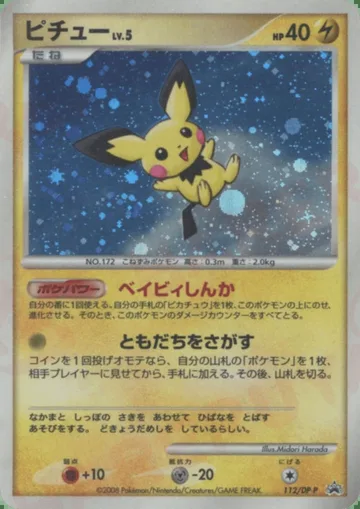 ピチュー LV.5 HP40
たね
NO.172 こねずみポケモン 高さ:0.3m 重さ:2.0kg
ポケパワー ベイビィしんか
自分の番に1回使える。自分の手札の「ピカチュウ」を1枚、このポケモンの上にのせ、
進化させる。そのとき、このポケモンのダメージカウンターをすべてとる。
ともだちをさがす
コインを1回投げオモテなら、自分の山札の「ポケモン」を1枚、
相手プレイヤーに見せてから、手札に加える。その後、山札を切る。
なかまと しっぽの さきを あわせて ひばなを とばす
あそびをする。どきょうだめしを しているらしい。
Illus.Midori Harada
弱点 抵抗力 にげる
+10 -20
©2008 Pokémon/Nintendo/Creatures/GAME FREAK. 112/DP-P